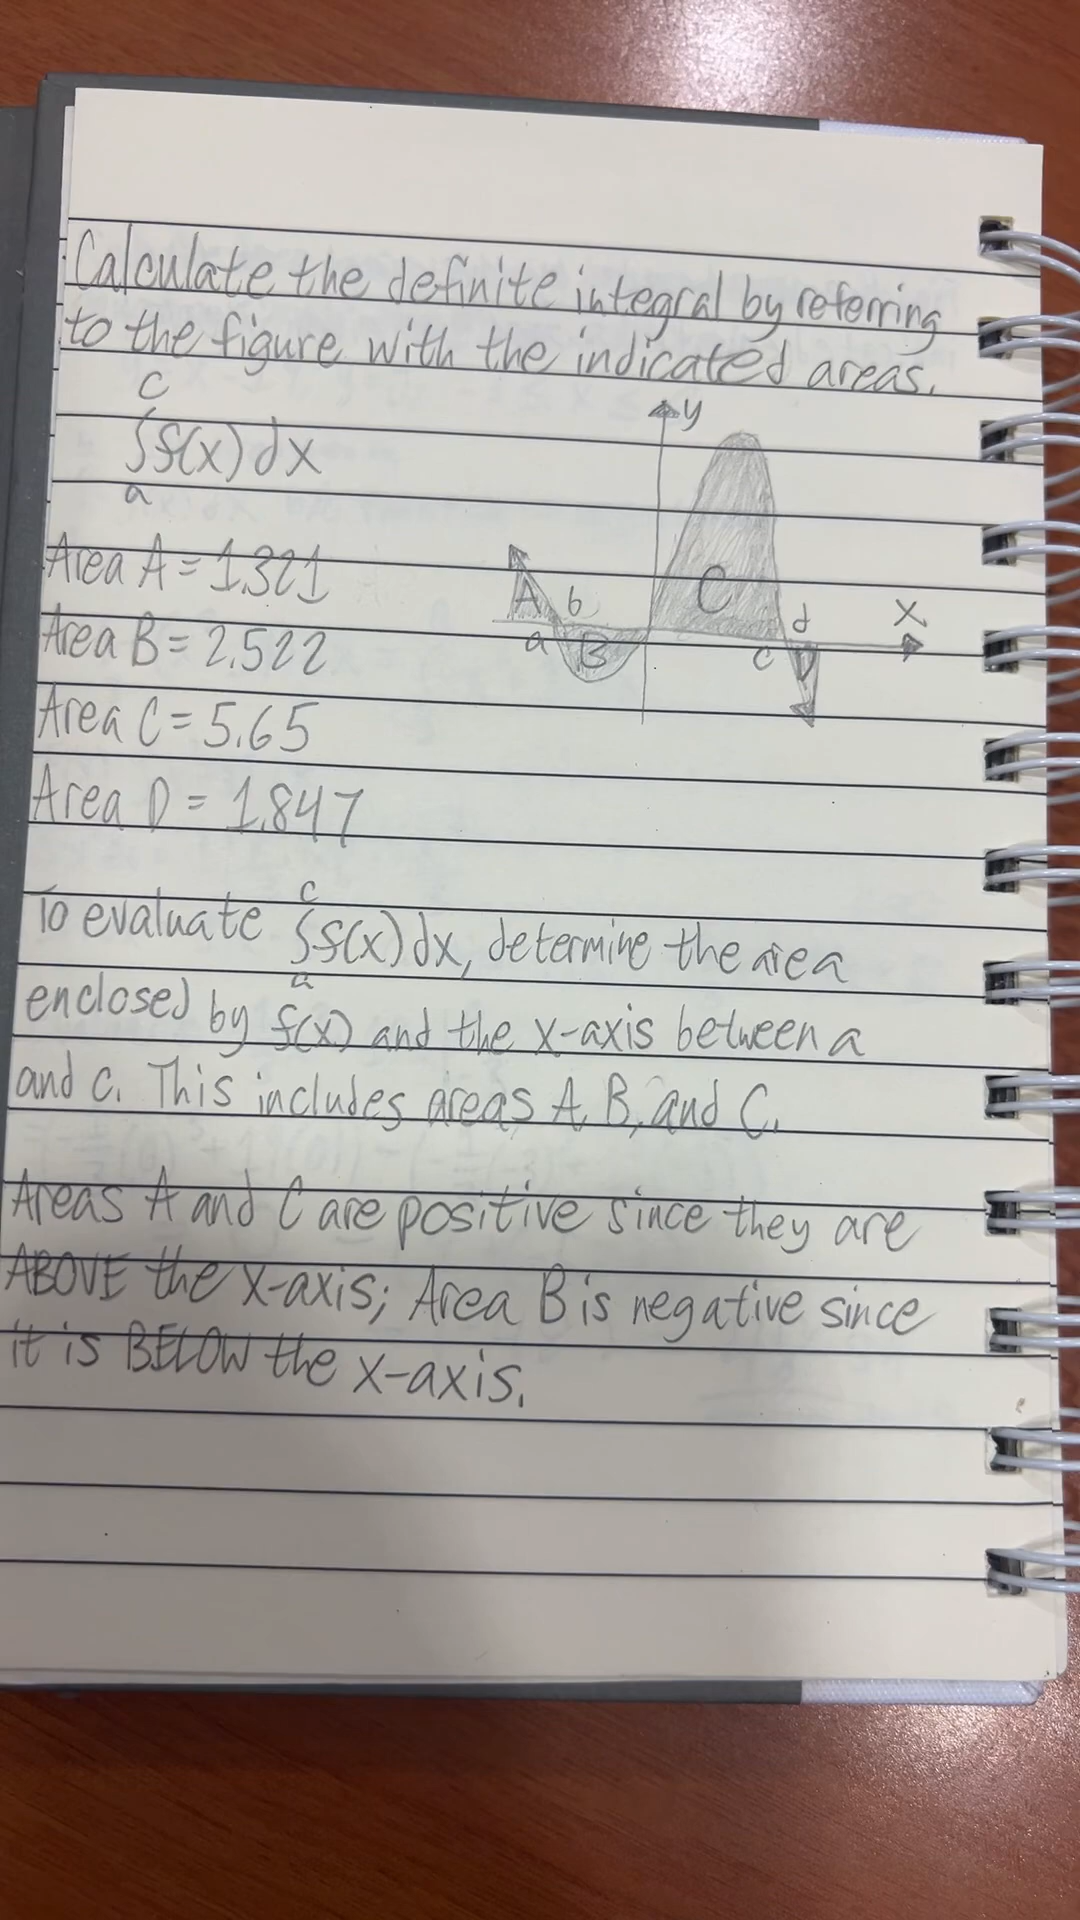 Calculate the definite integral by referring
to the figure with the indicated areas.
c
∫f(x)dx
a
y
Area A = 1.321
A b
C
d
X
Area B = 2.522
a B c D
Area C = 5.65
Area D = 1.847
c
To evaluate ∫f(x)dx, determine the area
a
enclosed by f(x) and the x-axis between a
and c. This includes areas A, B, and C.
Areas A and C are positive since they are
ABOVE the x-axis; Area B is negative since
it is BELOW the x-axis.